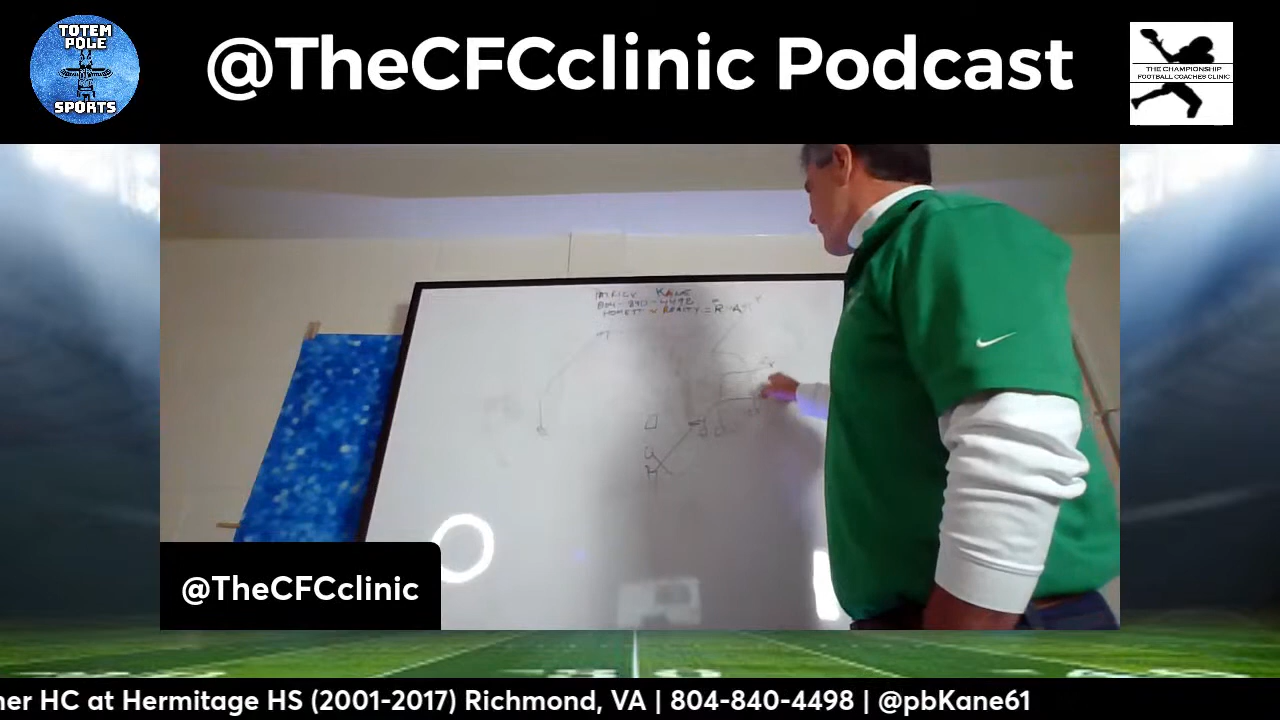 TOTEM
POLE
SPORTS
@TheCFCclinic Podcast
THE CHAMPIONSHIP
FOOTBALL COACHES CLINIC
KANE
@TheCFCclinic
ner HC at Hermitage HS (2001-2017) Richmond, VA | 804-840-4498 | @pbKane61